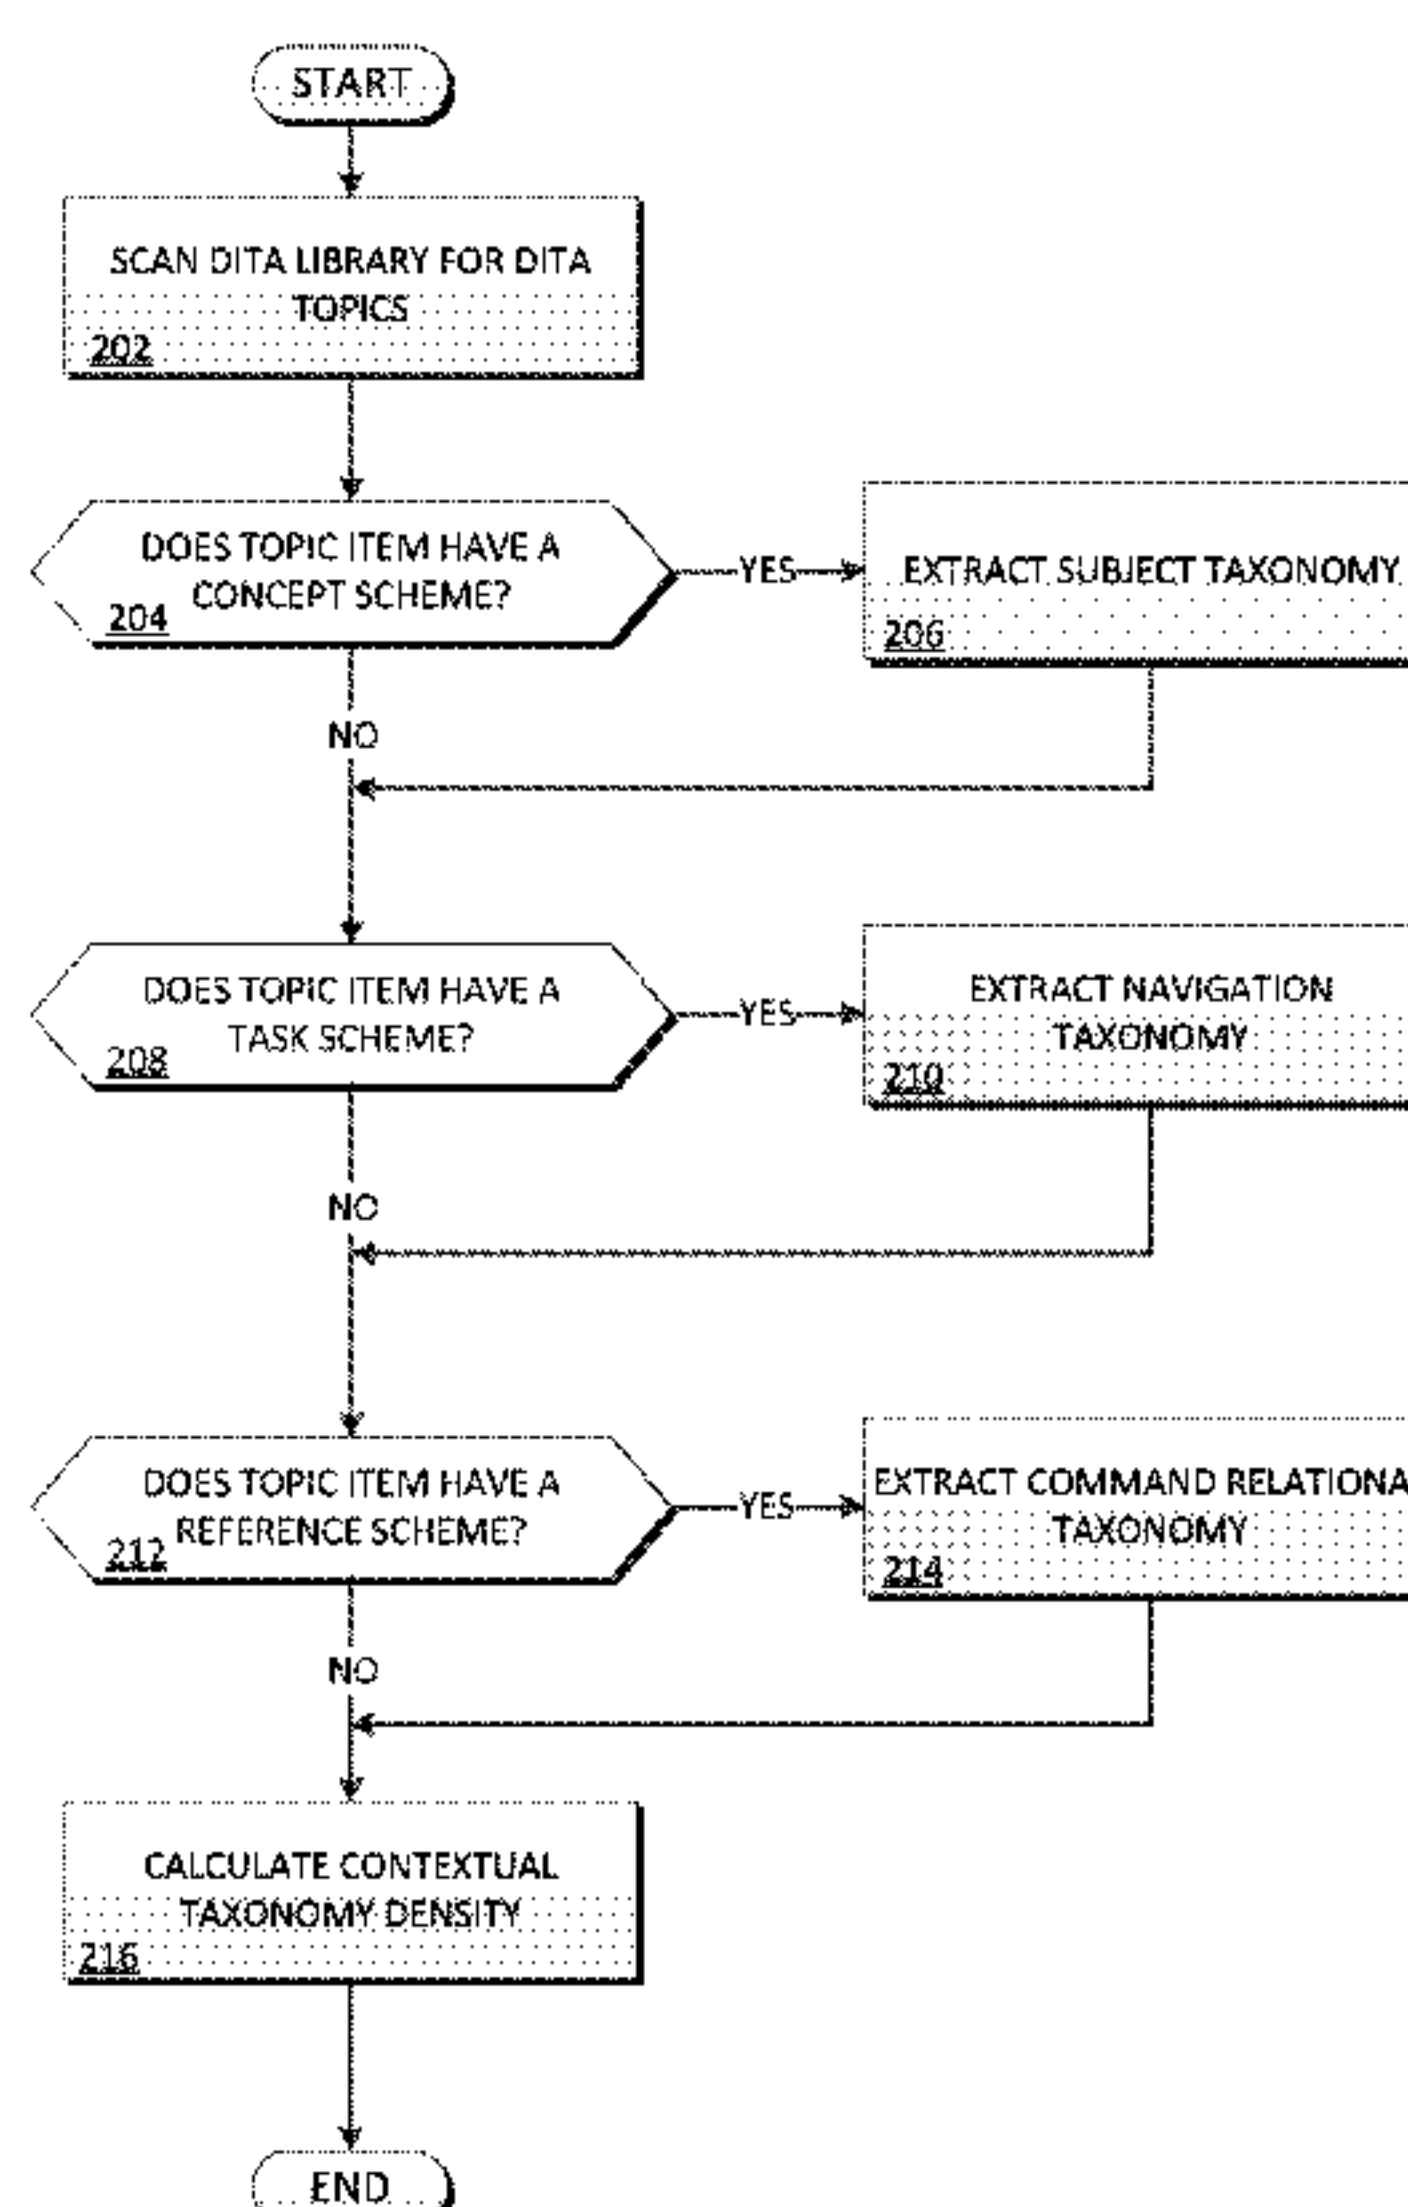 START
SCAN DITA LIBRARY FOR DITA
TOPICS
202
DOES TOPIC ITEM HAVE A
CONCEPT SCHEME?
204
YES
EXTRACT SUBJECT TAXONOMY
206
NO
DOES TOPIC ITEM HAVE A
TASK SCHEME?
208
YES
EXTRACT NAVIGATION
TAXONOMY
210
NO
DOES TOPIC ITEM HAVE A
REFERENCE SCHEME?
212
YES
EXTRACT COMMAND RELATIONA
TAXONOMY
214
NO
CALCULATE CONTEXTUAL
TAXONOMY DENSITY
216
END